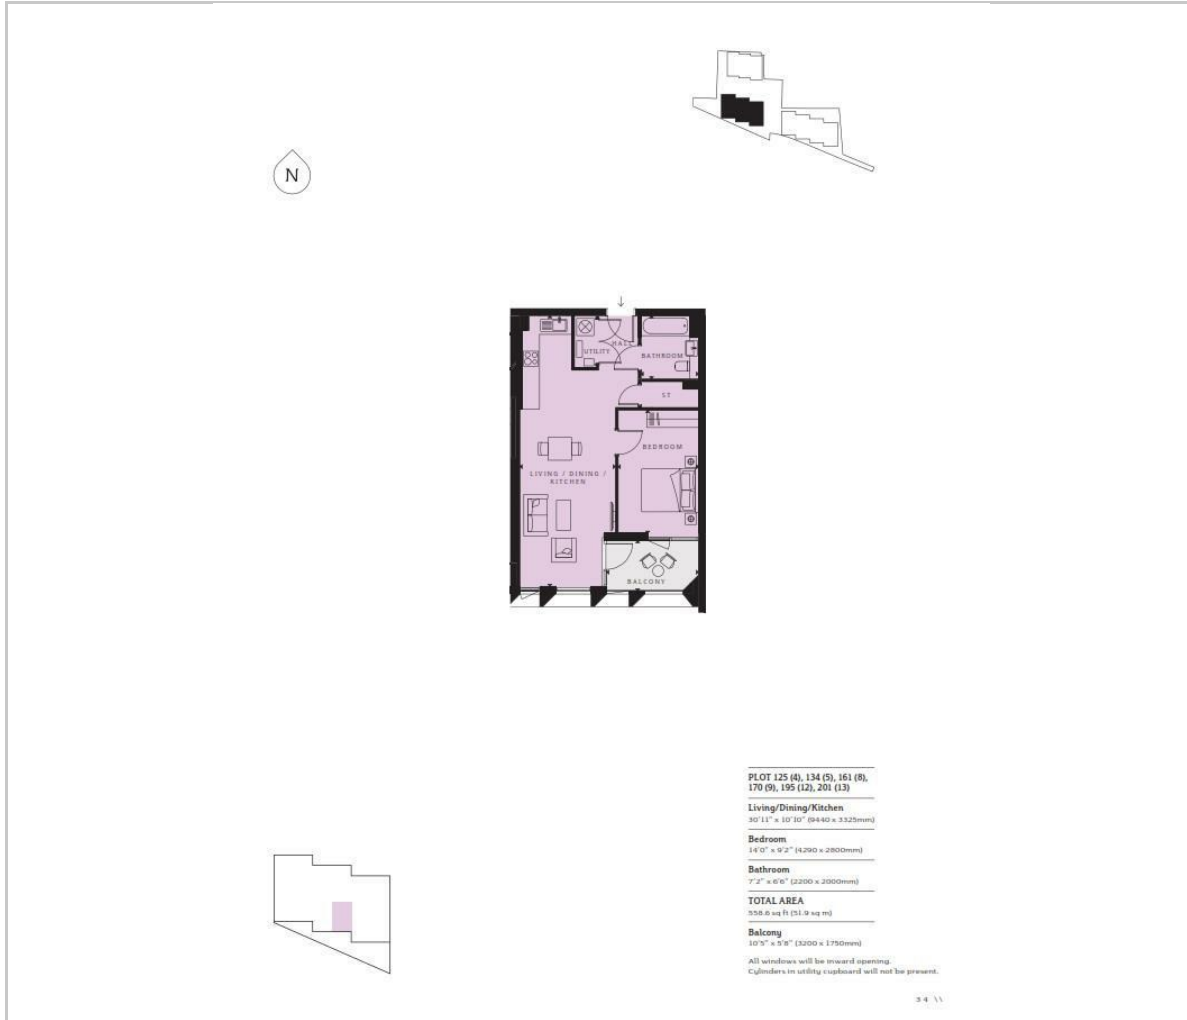 N
HALL
UTILITY
BATHROOM
ST
BEDROOM
LIVING / DINING /
KITCHEN
BALCONY
PLOT 125 (4), 134 (5), 161 (8),
170 (9), 195 (12), 201 (13)
Living/Dining/Kitchen
30'11" x 10'10" (9440 x 3325mm)
Bedroom
14'0" x 9'2" (4290 x 2800mm)
Bathroom
7'2" x 6'6" (2200 x 2000mm)
TOTAL AREA
558.6 sq ft (51.9 sq m)
Balcony
10'5" x 5'8" (3200 x 1750mm)
All windows will be inward opening.
Cylinders in utility cupboard will not be present.
34 \\